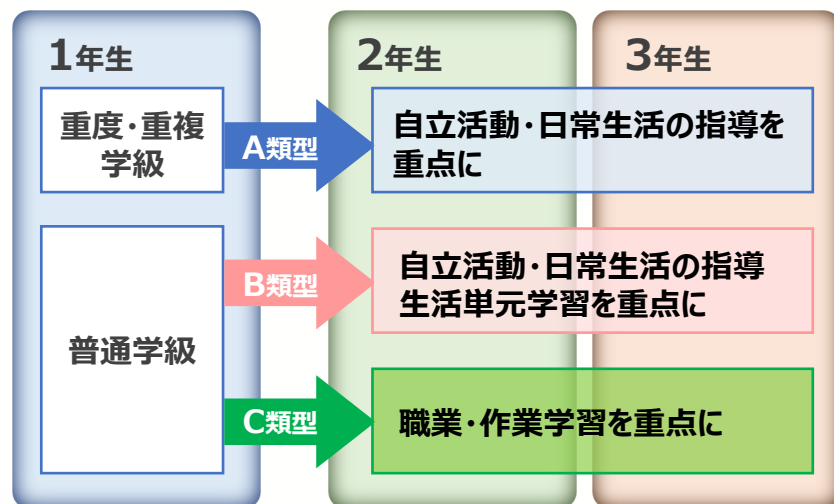 1年生
2年生
3年生
重度・重複
学級
A類型
自立活動・日常生活の指導を
重点に
普通学級
B類型
自立活動・日常生活の指導
生活単元学習を重点に
C類型
職業・作業学習を重点に